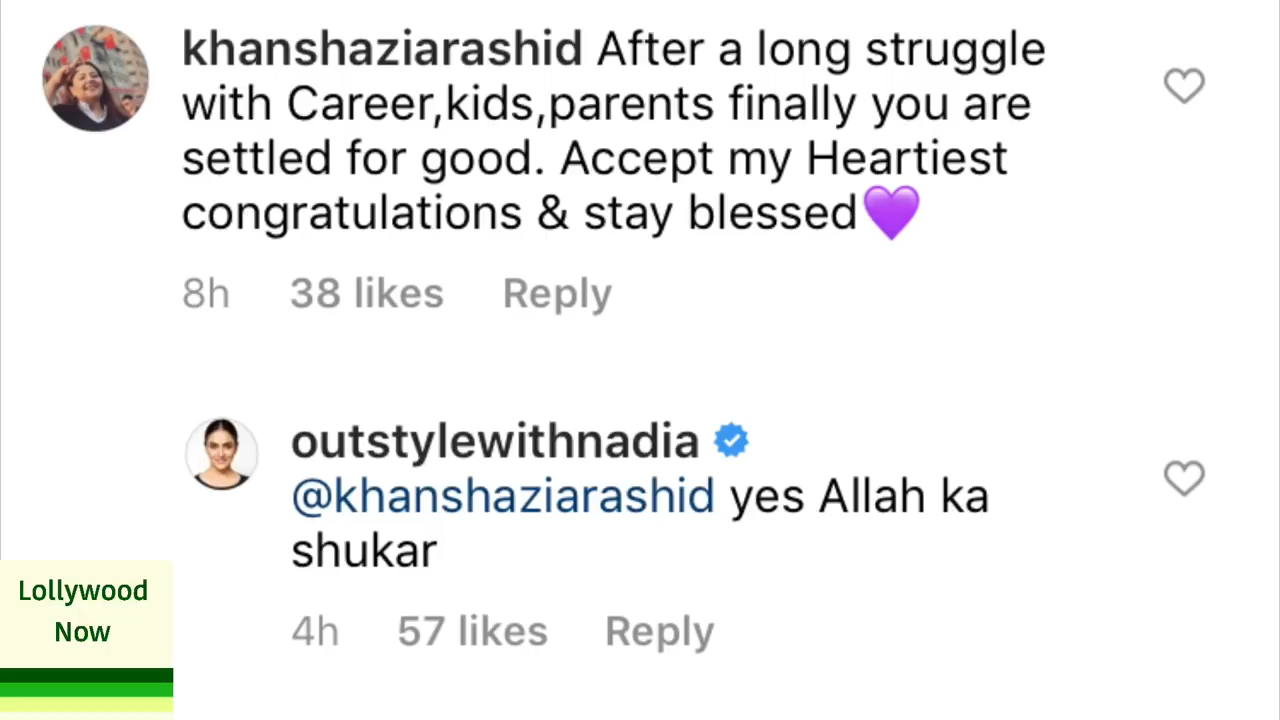 khanshaziarashid After a long struggle
with Career,kids,parents finally you are
settled for good. Accept my Heartiest
congratulations & stay blessed💜
8h 38 likes Reply
outstylewithnadia
@khanshaziarashid yes Allah ka
shukar
4h 57 likes Reply
Lollywood
Now